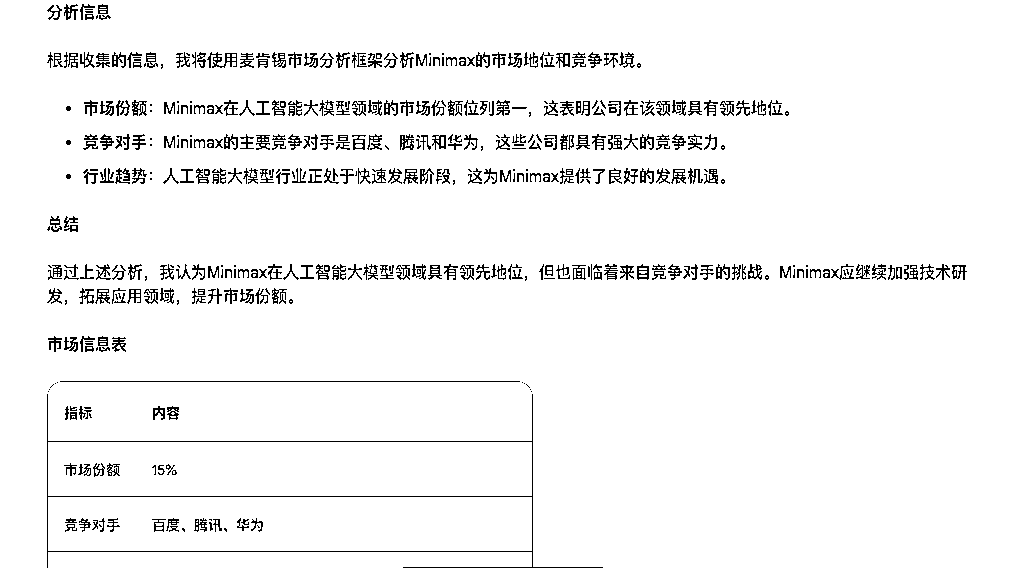 分析信息
根据收集的信息，我将使用麦肯锡市场分析框架分析Minimax的市场地位和竞争环境。
• 市场份额：Minimax在人工智能大模型领域的市场份额位列第一，这表明公司在该领域具有领先地位。
• 竞争对手：Minimax的主要竞争对手是百度、腾讯和华为，这些公司都具有强大的竞争实力。
• 行业趋势：人工智能大模型行业正处于快速发展阶段，这为Minimax提供了良好的发展机遇。
总结
通过上述分析，我认为Minimax在人工智能大模型领域具有领先地位，但也面临着来自竞争对手的挑战。Minimax应继续加强技术研
发，拓展应用领域，提升市场份额。
市场信息表
指标 内容
市场份额 15%
竞争对手 百度、腾讯、华为